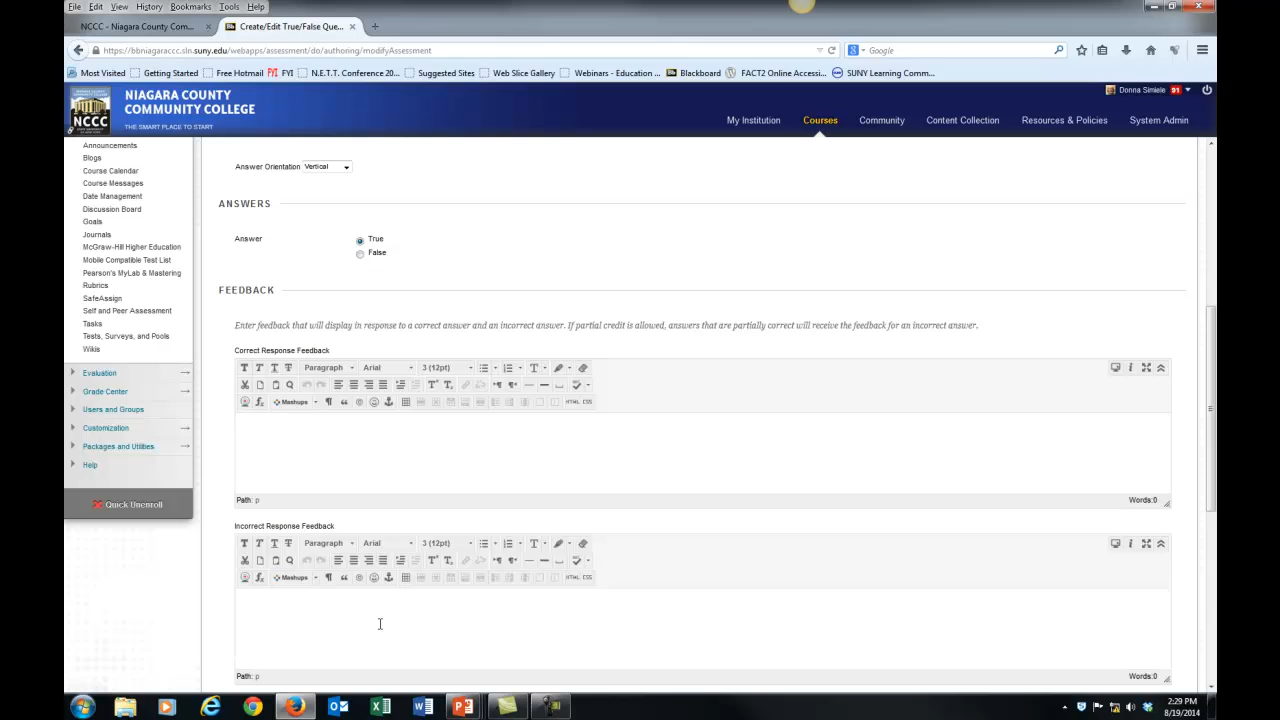 File Edit View History Bookmarks Tools Help
NCCC - Niagara County Com... × Create/Edit True/False Que... × +
https://bbniagaraccc.sln.suny.edu/webapps/assessment/do/authoring/modifyAssessment
Google
Most Visited Getting Started Free Hotmail FYI FYI N.E.T.T. Conference 20... Suggested Sites Web Slice Gallery Webinars - Education ... Blackboard FACT2 Online Accessi... SUNY Learning Comm...
NIAGARA COUNTY
COMMUNITY COLLEGE
THE SMART PLACE TO START
NCCC
Donna Simiele 91
My Institution Courses Community Content Collection Resources & Policies System Admin
Announcements
Blogs
Course Calendar
Course Messages
Date Management
Discussion Board
Goals
Journals
McGraw-Hill Higher Education
Mobile Compatible Test List
Pearson's MyLab & Mastering
Rubrics
SafeAssign
Self and Peer Assessment
Tasks
Tests, Surveys, and Pools
Wikis
Evaluation
Grade Center
Users and Groups
Customization
Packages and Utilities
Help
Quick Unenroll
Answer Orientation Vertical
ANSWERS
Answer True
False
FEEDBACK
Enter feedback that will display in response to a correct answer and an incorrect answer. If partial credit is allowed, answers that are partially correct will receive the feedback for an incorrect answer.
Correct Response Feedback
T T T T Paragraph Arial 3 (12pt) T
Mashups HTML CSS
Path: p Words:0
Incorrect Response Feedback
T T T T Paragraph Arial 3 (12pt) T
Mashups HTML CSS
Path: p Words:0
2:29 PM
8/19/2014